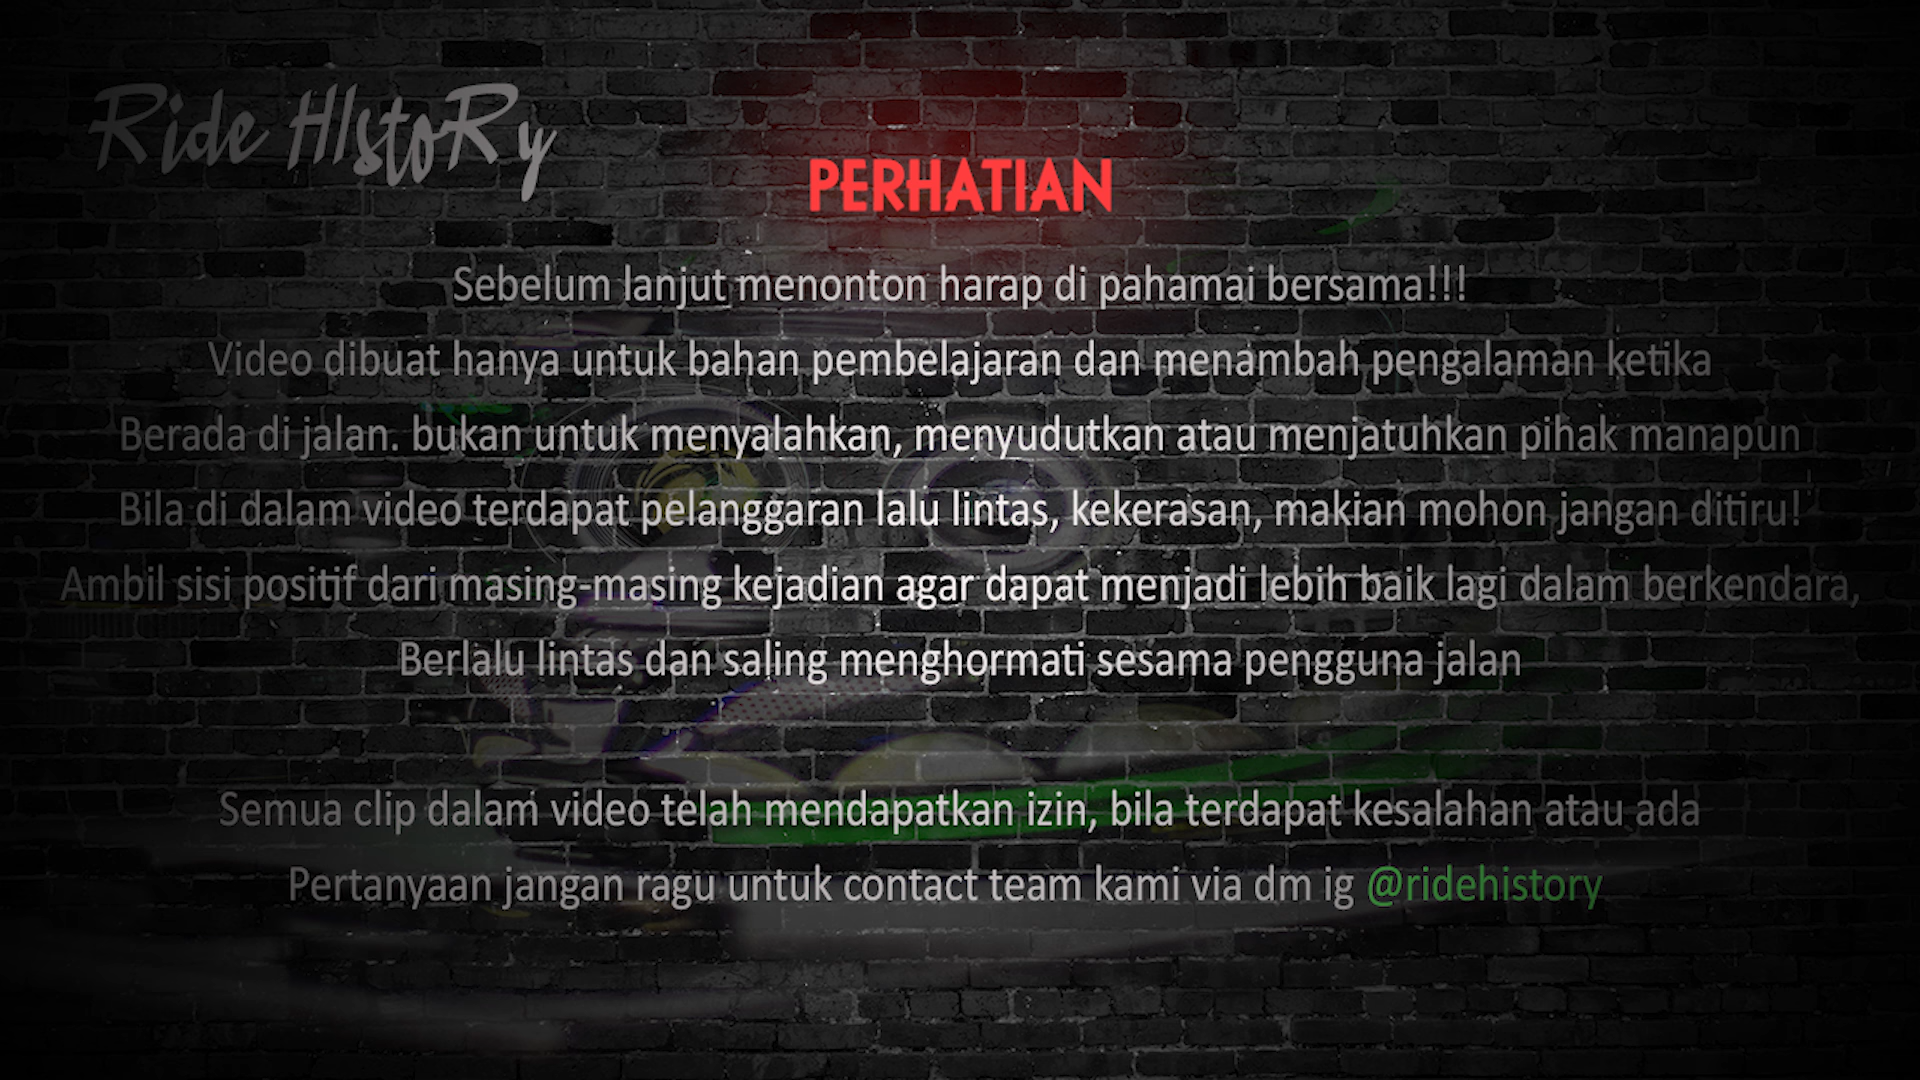 Ride HIstoRy
PERHATIAN
Sebelum lanjut menonton harap di pahamai bersama!!!
Video dibuat hanya untuk bahan pembelajaran dan menambah pengalaman ketika
Berada di jalan. bukan untuk menyalahkan, menyudutkan atau menjatuhkan pihak manapun
Bila di dalam video terdapat pelanggaran lalu lintas, kekerasan, makian mohon jangan ditiru!
Ambil sisi positif dari masing-masing kejadian agar dapat menjadi lebih baik lagi dalam berkendara,
Berlalu lintas dan saling menghormati sesama pengguna jalan
Semua clip dalam video telah mendapatkan izin, bila terdapat kesalahan atau ada
Pertanyaan jangan ragu untuk contact team kami via dm ig @ridehistory